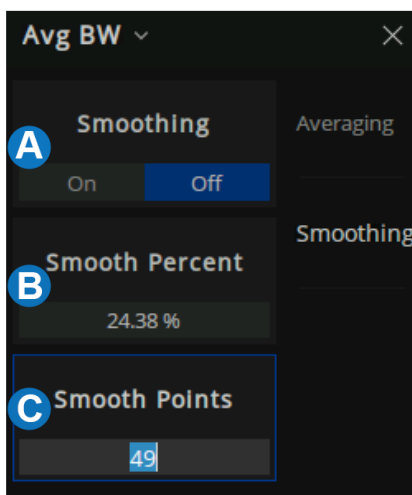 Avg BW
A
Smoothing
On Off
B
Smooth Percent
24.38 %
C
Smooth Points
49
Averaging
Smoothing